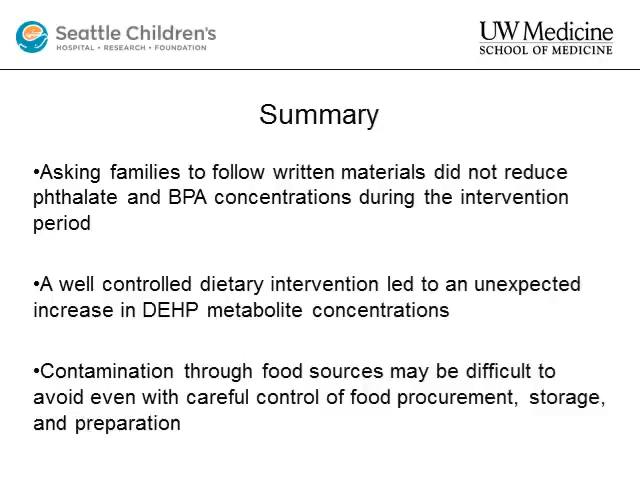 Seattle Children's
HOSPITAL • RESEARCH • FOUNDATION
UW Medicine
SCHOOL OF MEDICINE
Summary
•Asking families to follow written materials did not reduce
phthalate and BPA concentrations during the intervention
period
•A well controlled dietary intervention led to an unexpected
increase in DEHP metabolite concentrations
•Contamination through food sources may be difficult to
avoid even with careful control of food procurement, storage,
and preparation